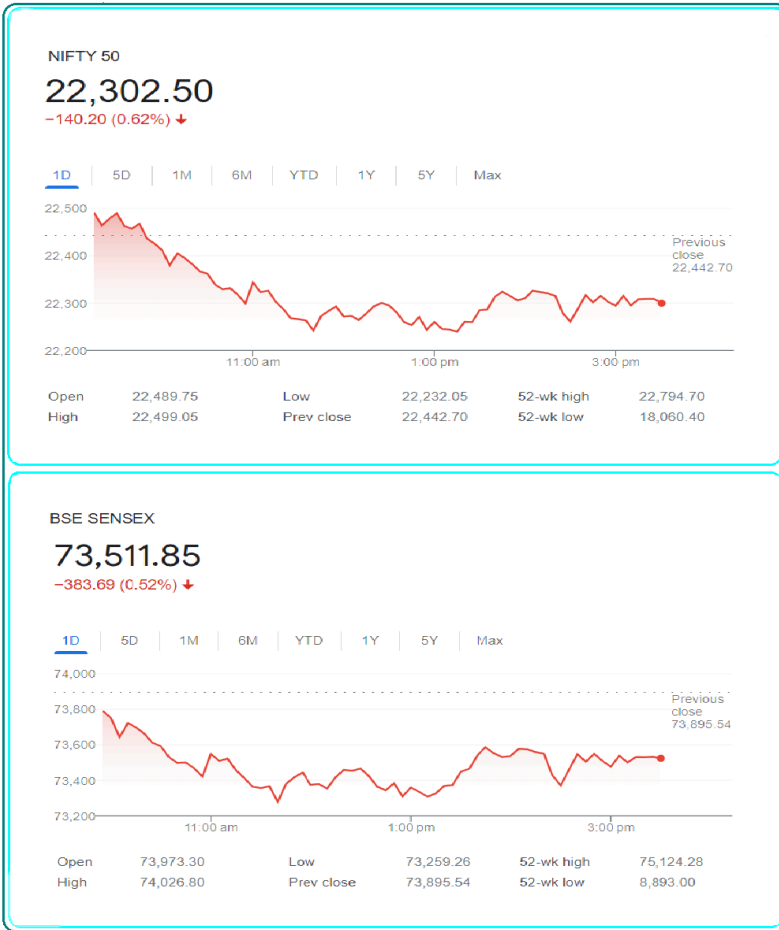 NIFTY 50
22,302.50
−140.20 (0.62%) ↓
1D 5D 1M 6M YTD 1Y 5Y Max
22,500
22,400
22,300
22,200
Previous
close
22,442.70
11:00 am 1:00 pm 3:00 pm
Open 22,489.75 Low 22,232.05 52-wk high 22,794.70
High 22,499.05 Prev close 22,442.70 52-wk low 18,060.40
BSE SENSEX
73,511.85
−383.69 (0.52%) ↓
1D 5D 1M 6M YTD 1Y 5Y Max
74,000
73,800
73,600
73,400
73,200
Previous
close
73,895.54
11:00 am 1:00 pm 3:00 pm
Open 73,973.30 Low 73,259.26 52-wk high 75,124.28
High 74,026.80 Prev close 73,895.54 52-wk low 8,893.00